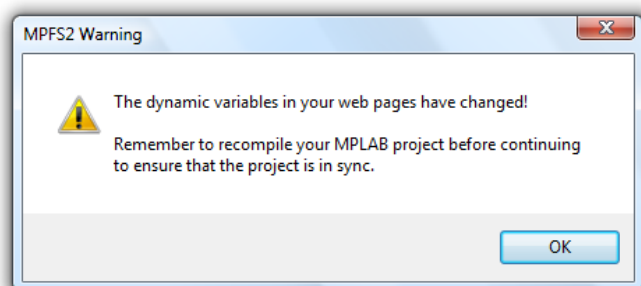 MPFS2 Warning
The dynamic variables in your web pages have changed!
Remember to recompile your MPLAB project before continuing
to ensure that the project is in sync.
OK